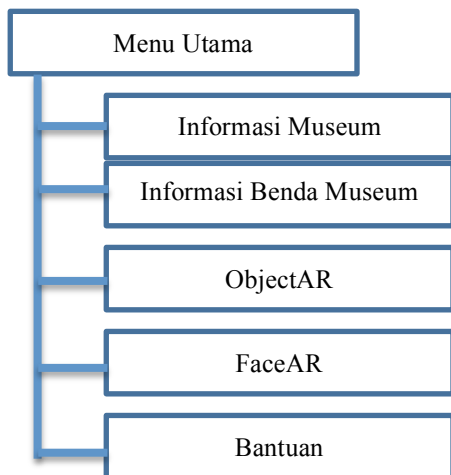 Menu Utama
Informasi Museum
Informasi Benda Museum
ObjectAR
FaceAR
Bantuan